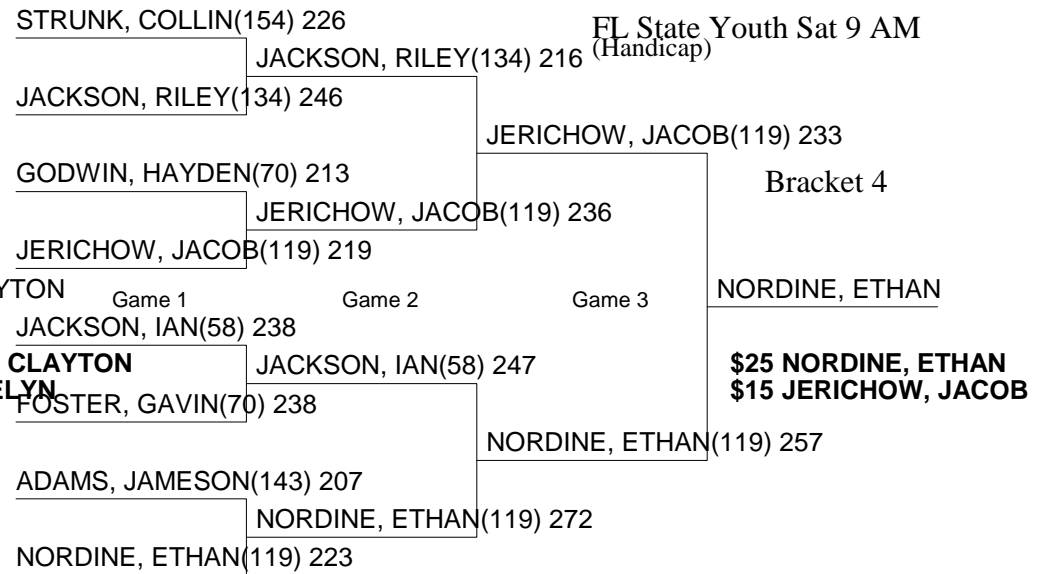 STRUNK, COLLIN(154) 226
FL State Youth Sat 9 AM
(Handicap)
JACKSON, RILEY(134) 216
JACKSON, RILEY(134) 246
JERICHOW, JACOB(119) 233
GODWIN, HAYDEN(70) 213
Bracket 4
JERICHOW, JACOB(119) 236
JERICHOW, JACOB(119) 219
YTON
Game 1
Game 2
Game 3
NORDINE, ETHAN
JACKSON, IAN(58) 238
CLAYTON
JACKSON, IAN(58) 247
$25 NORDINE, ETHAN
ELYN
FOSTER, GAVIN(70) 238
$15 JERICHOW, JACOB
NORDINE, ETHAN(119) 257
ADAMS, JAMESON(143) 207
NORDINE, ETHAN(119) 272
NORDINE, ETHAN(119) 223